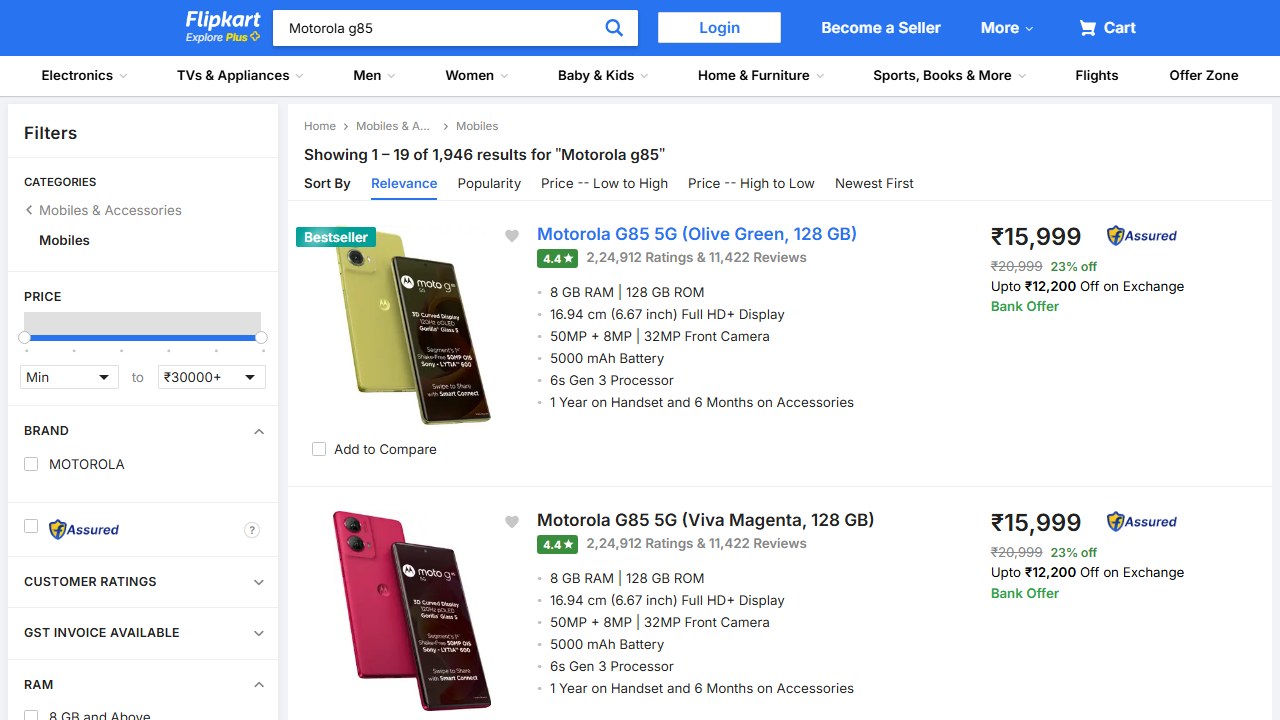 Flipkart
Explore Plus
Motorola g85
Login
Become a Seller
More
Cart
Electronics
TVs & Appliances
Men
Women
Baby & Kids
Home & Furniture
Sports, Books & More
Flights
Offer Zone
Filters
CATEGORIES
Mobiles & Accessories
Mobiles
PRICE
Min
to
₹30000+
BRAND
MOTOROLA
Assured
?
CUSTOMER RATINGS
GST INVOICE AVAILABLE
RAM
8 GB and Above
Home
Mobiles & A...
Mobiles
Showing 1 – 19 of 1,946 results for "Motorola g85"
Sort By
Relevance
Popularity
Price -- Low to High
Price -- High to Low
Newest First
Bestseller
moto g85
5G
3D Curved Display
120Hz pOLED
Gorilla Glass 5
Segment's 1st
Shake-Free 50MP OIS
Sony - LYTIA™ 600
Swipe to Share
with Smart Connect
Add to Compare
Motorola G85 5G (Olive Green, 128 GB)
4.4★
2,24,912 Ratings & 11,422 Reviews
8 GB RAM | 128 GB ROM
16.94 cm (6.67 inch) Full HD+ Display
50MP + 8MP | 32MP Front Camera
5000 mAh Battery
6s Gen 3 Processor
1 Year on Handset and 6 Months on Accessories
₹15,999
Assured
₹20,999 23% off
Upto ₹12,200 Off on Exchange
Bank Offer
moto g85
5G
3D Curved Display
120Hz pOLED
Gorilla Glass 5
Segment's 1st
Shake-Free 50MP OIS
Sony - LYTIA™ 600
Swipe to Share
with Smart Connect
Motorola G85 5G (Viva Magenta, 128 GB)
4.4★
2,24,912 Ratings & 11,422 Reviews
8 GB RAM | 128 GB ROM
16.94 cm (6.67 inch) Full HD+ Display
50MP + 8MP | 32MP Front Camera
5000 mAh Battery
6s Gen 3 Processor
1 Year on Handset and 6 Months on Accessories
₹15,999
Assured
₹20,999 23% off
Upto ₹12,200 Off on Exchange
Bank Offer